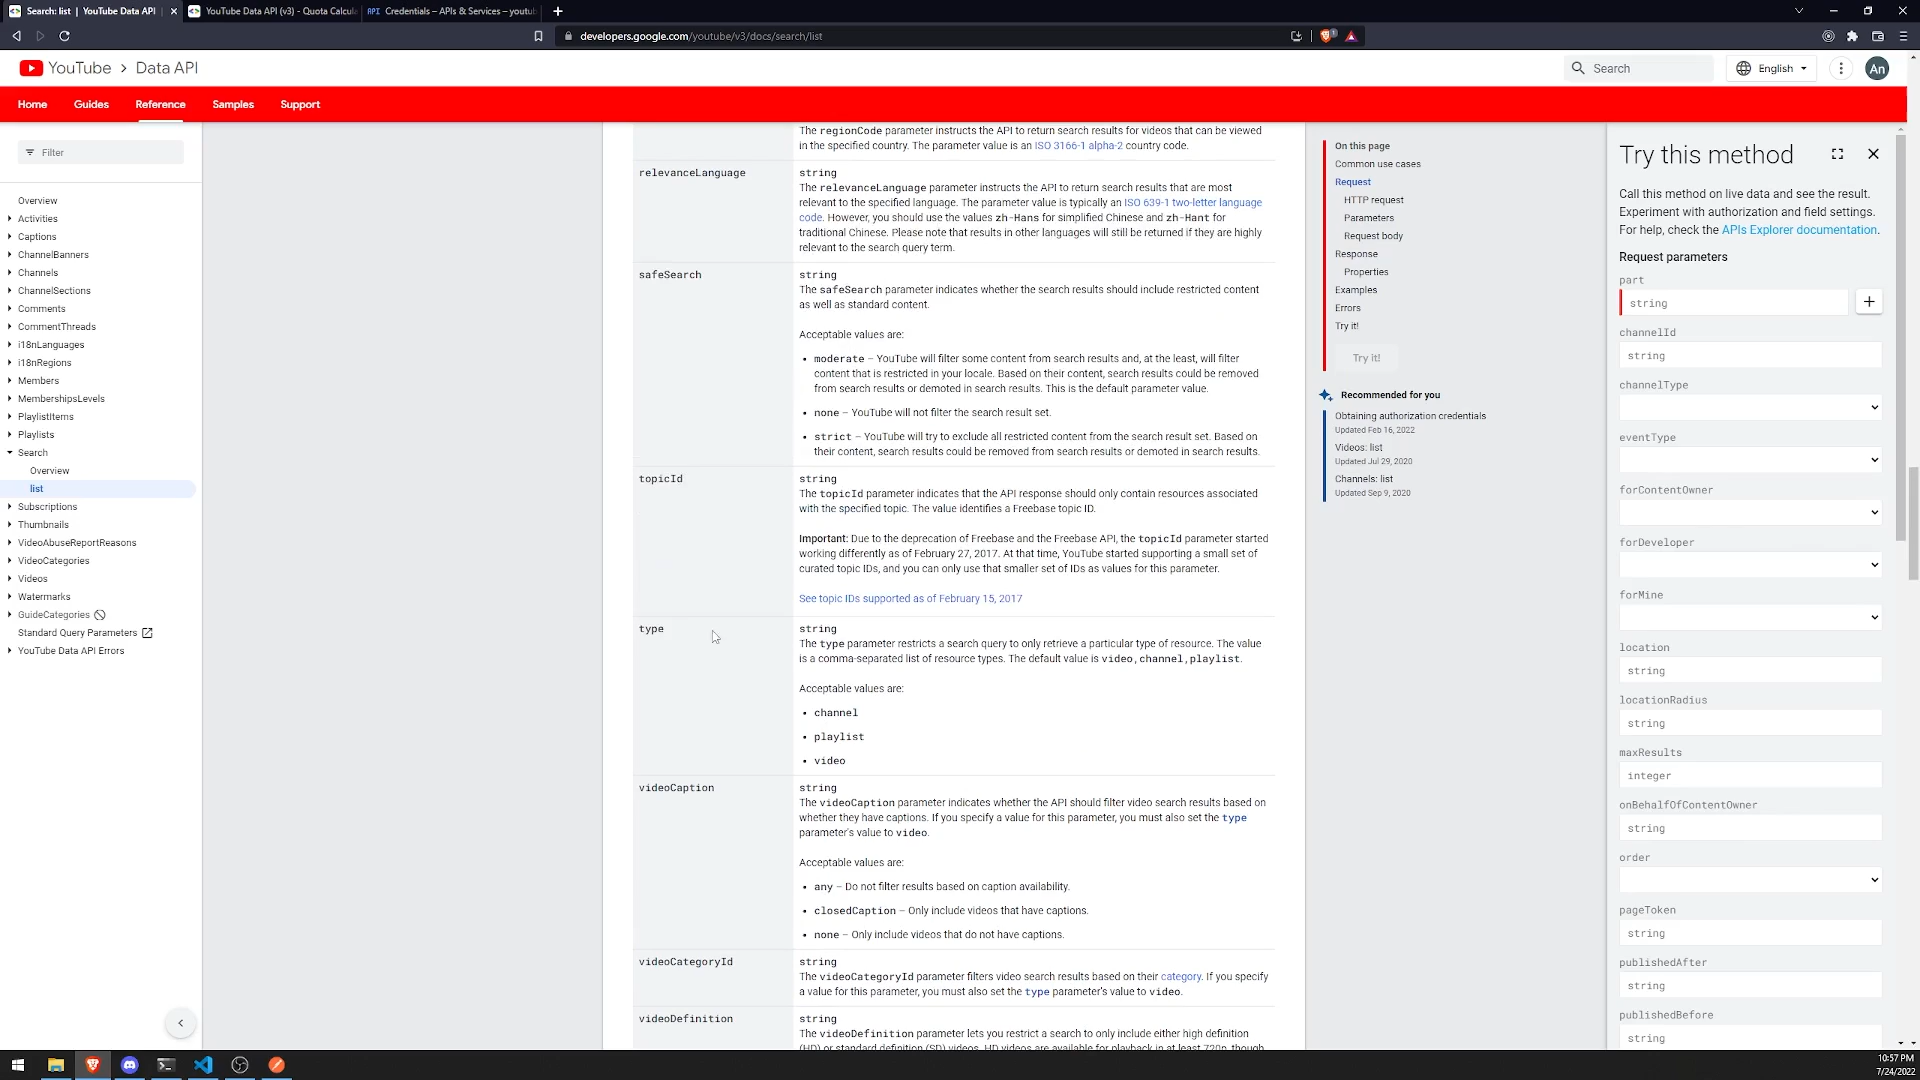 Search: list | YouTube Data API
YouTube Data API (v3) - Quota Calcul
API Credentials – APIs & Services – youtub
developers.google.com/youtube/v3/docs/search/list
YouTube > Data API
Search
English
An
Home Guides Reference Samples Support
Filter
Overview
Activities
Captions
ChannelBanners
Channels
ChannelSections
Comments
CommentThreads
i18nLanguages
i18nRegions
Members
MembershipsLevels
PlaylistItems
Playlists
Search
Overview
list
Subscriptions
Thumbnails
VideoAbuseReportReasons
VideoCategories
Videos
Watermarks
GuideCategories
Standard Query Parameters
YouTube Data API Errors
The regionCode parameter instructs the API to return search results for videos that can be viewed
in the specified country. The parameter value is an ISO 3166-1 alpha-2 country code.
relevanceLanguage
string
The relevanceLanguage parameter instructs the API to return search results that are most
relevant to the specified language. The parameter value is typically an ISO 639-1 two-letter language
code. However, you should use the values zh-Hans for simplified Chinese and zh-Hant for
traditional Chinese. Please note that results in other languages will still be returned if they are highly
relevant to the search query term.
safeSearch
string
The safeSearch parameter indicates whether the search results should include restricted content
as well as standard content.
Acceptable values are:
• moderate – YouTube will filter some content from search results and, at the least, will filter
content that is restricted in your locale. Based on their content, search results could be removed
from search results or demoted in search results. This is the default parameter value.
• none – YouTube will not filter the search result set.
• strict – YouTube will try to exclude all restricted content from the search result set. Based on
their content, search results could be removed from search results or demoted in search results.
topicId
string
The topicId parameter indicates that the API response should only contain resources associated
with the specified topic. The value identifies a Freebase topic ID.
Important: Due to the deprecation of Freebase and the Freebase API, the topicId parameter started
working differently as of February 27, 2017. At that time, YouTube started supporting a small set of
curated topic IDs, and you can only use that smaller set of IDs as values for this parameter.
See topic IDs supported as of February 15, 2017
type
string
The type parameter restricts a search query to only retrieve a particular type of resource. The value
is a comma-separated list of resource types. The default value is video,channel,playlist.
Acceptable values are:
• channel
• playlist
• video
videoCaption
string
The videoCaption parameter indicates whether the API should filter video search results based on
whether they have captions. If you specify a value for this parameter, you must also set the type
parameter's value to video.
Acceptable values are:
• any – Do not filter results based on caption availability.
• closedCaption – Only include videos that have captions.
• none – Only include videos that do not have captions.
videoCategoryId
string
The videoCategoryId parameter filters video search results based on their category. If you specify
a value for this parameter, you must also set the type parameter's value to video.
videoDefinition
string
The videoDefinition parameter lets you restrict a search to only include either high definition
(HD) or standard definition (SD) videos. HD videos are available for playback in at least 720p, though
On this page
Common use cases
Request
HTTP request
Parameters
Request body
Response
Properties
Examples
Errors
Try it!
Try it!
Recommended for you
Obtaining authorization credentials
Updated Feb 16, 2022
Videos: list
Updated Jul 29, 2020
Channels: list
Updated Sep 9, 2020
Try this method
Call this method on live data and see the result.
Experiment with authorization and field settings.
For help, check the APIs Explorer documentation.
Request parameters
part
string
channelId
string
channelType
eventType
forContentOwner
forDeveloper
forMine
location
string
locationRadius
string
maxResults
integer
onBehalfOfContentOwner
string
order
pageToken
string
publishedAfter
string
publishedBefore
string
10:57 PM
7/24/2022